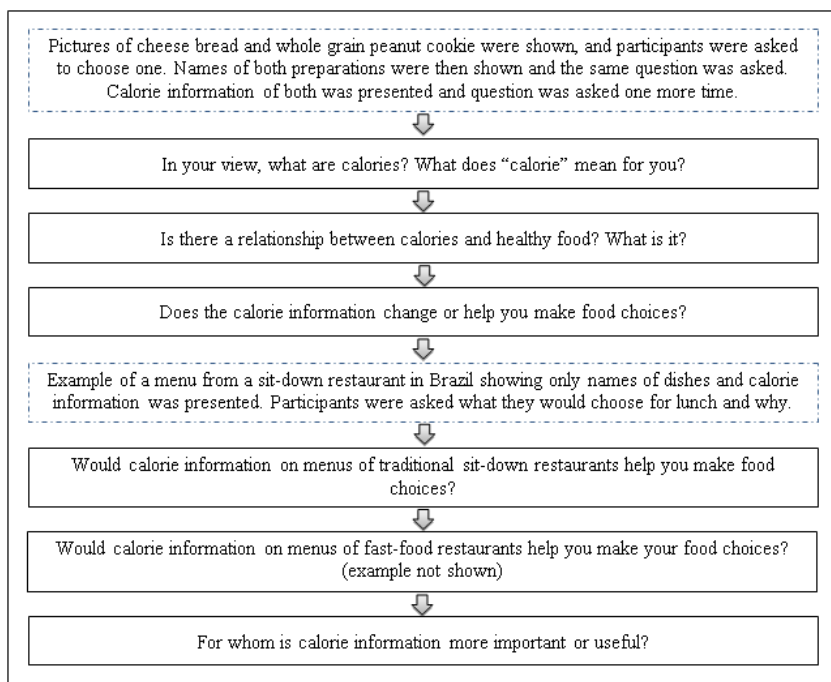 Pictures of cheese bread and whole grain peanut cookie were shown, and participants were asked
to choose one. Names of both preparations were then shown and the same question was asked.
Calorie information of both was presented and question was asked one more time.
In your view, what are calories? What does “calorie” mean for you?
Is there a relationship between calories and healthy food? What is it?
Does the calorie information change or help you make food choices?
Example of a menu from a sit-down restaurant in Brazil showing only names of dishes and calorie
information was presented. Participants were asked what they would choose for lunch and why.
Would calorie information on menus of traditional sit-down restaurants help you make food
choices?
Would calorie information on menus of fast-food restaurants help you make your food choices?
(example not shown)
For whom is calorie information more important or useful?